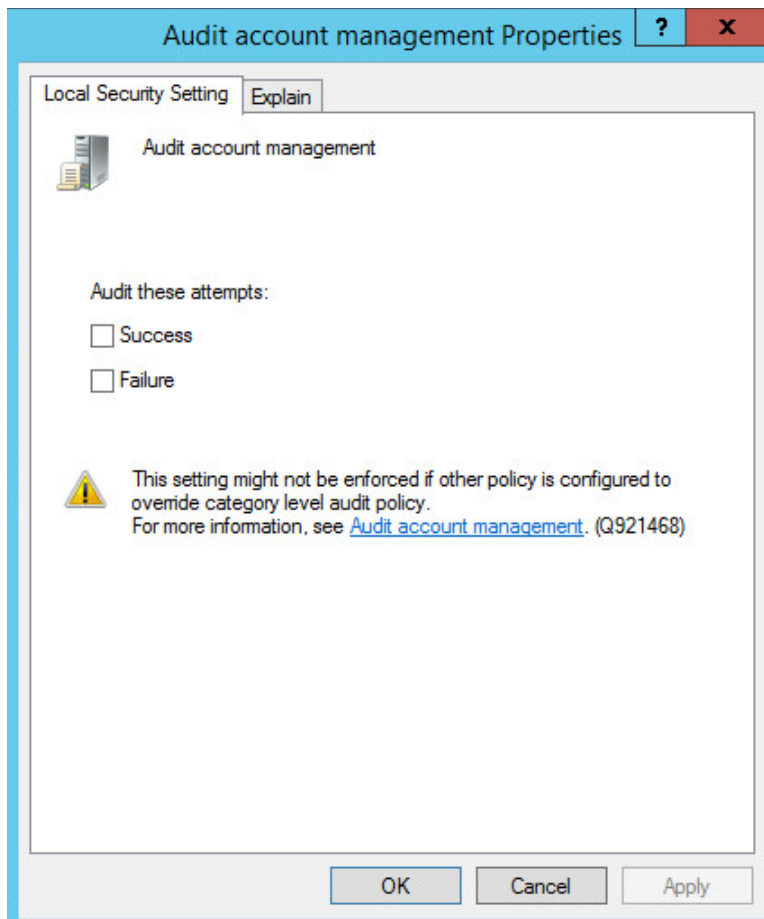 Audit account management Properties
?
x
Local Security Setting
Explain
Audit account management
Audit these attempts:
Success
Failure
This setting might not be enforced if other policy is configured to
override category level audit policy.
For more information, see Audit account management. (Q921468)
OK
Cancel
Apply